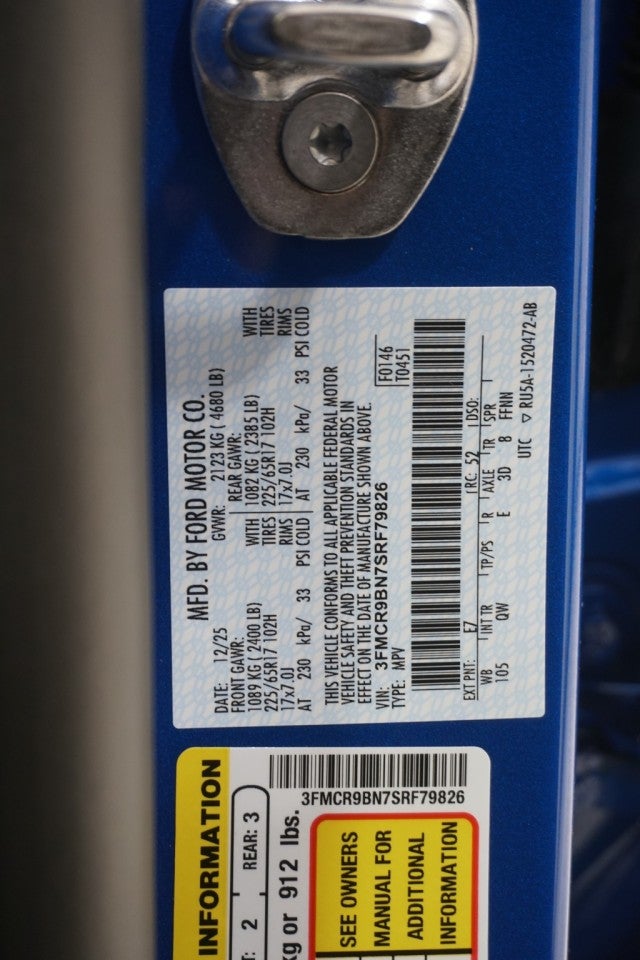 MFD. BY FORD MOTOR CO.
DATE: 12/25 GVWR: 2123 KG ( 4680 LB)
FRONT GAWR: REAR GAWR:
1089 KG ( 2400 LB) WITH 1082 KG ( 2385 LB) WITH
225/65R17 102H TIRES 225/65R17 102H TIRES
17x7.0J RIMS 17x7.0J RIMS
AT 230 kPa/ 33 PSI COLD AT 230 kPa/ 33 PSI COLD
THIS VEHICLE CONFORMS TO ALL APPLICABLE FEDERAL MOTOR
VEHICLE SAFETY AND THEFT PREVENTION STANDARDS IN
EFFECT ON THE DATE OF MANUFACTURE SHOWN ABOVE.
VIN: 3FMCR9BN7SRF79826 F0146
TYPE: MPV T0451
EXT PNT: E7 RC: 52 DSO:
WB INT TR TP/PS R AXLE TR SPR
105 QW E 3D 8 FFHNN
UTC ▽ RU5A-1520472-AB
INFORMATION
2 REAR: 3
kg or 912 lbs.
3FMCR9BN7SRF79826
SEE OWNERS
MANUAL FOR
ADDITIONAL
INFORMATION